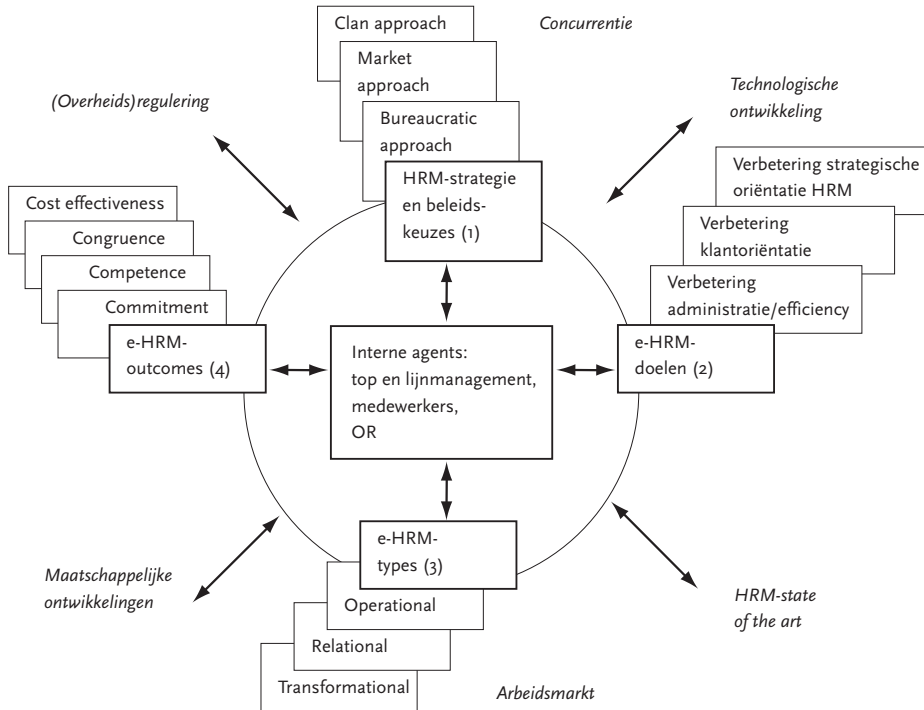 Clan approach
Concurrentie
Market
approach
(Overheids)regulering
Technologische
ontwikkeling
Bureaucratic
approach
HRM-strategie
en beleids-
keuzes (1)
Verbetering strategische
oriëntatie HRM
Verbetering
klantoriëntatie
Verbetering
administratie/efficiency
Cost effectiveness
Congruence
Competence
Commitment
e-HRM-
outcomes (4)
Interne agents:
top en lijnmanagement,
medewerkers,
OR
e-HRM-
doelen (2)
e-HRM-
types (3)
Operational
Relational
Transformational
Maatschappelijke
ontwikkelingen
HRM-state
of the art
Arbeidsmarkt